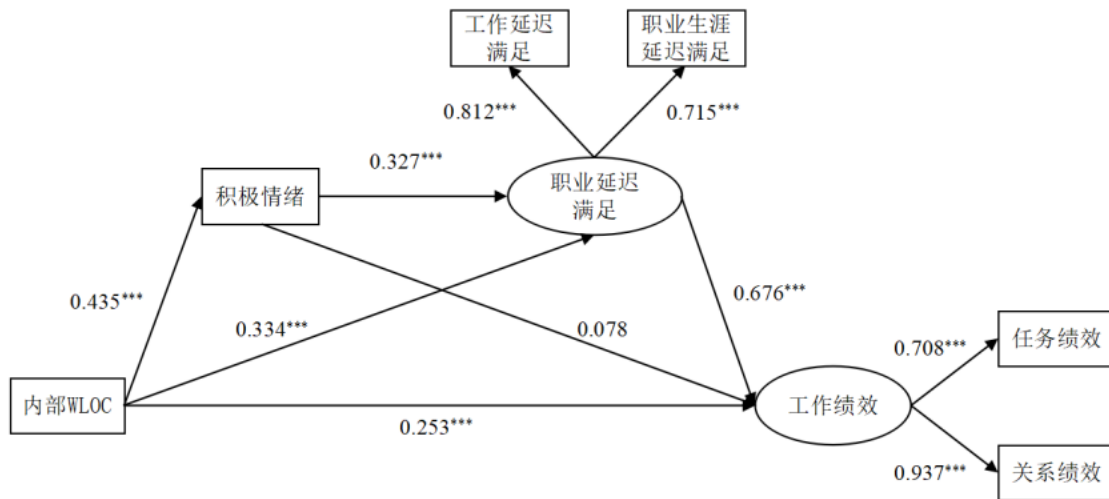 工作延迟
满足
职业生涯
延迟满足
0.812***
0.715***
0.327***
积极情绪
职业延迟
满足
0.435***
0.334***
0.078
0.676***
0.708***
任务绩效
内部WLOC
工作绩效
0.253***
0.937***
关系绩效